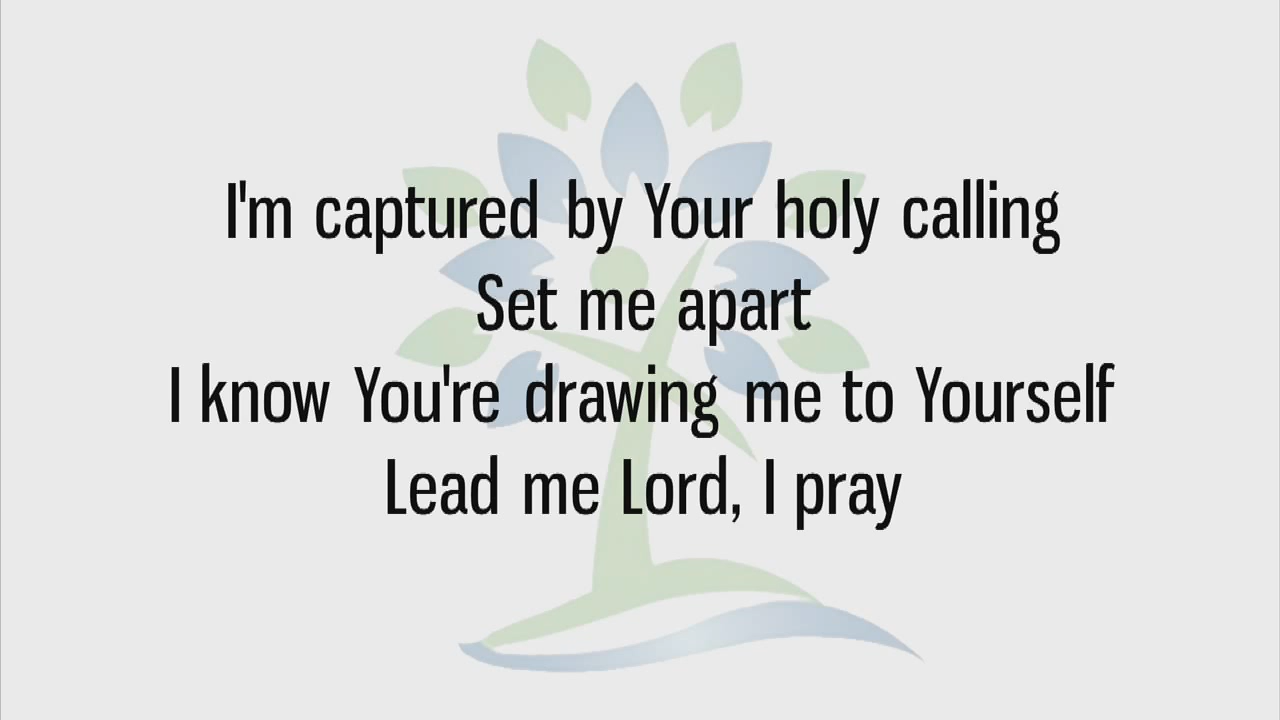 I'm captured by Your holy calling
Set me apart
I know You're drawing me to Yourself
Lead me Lord, I pray